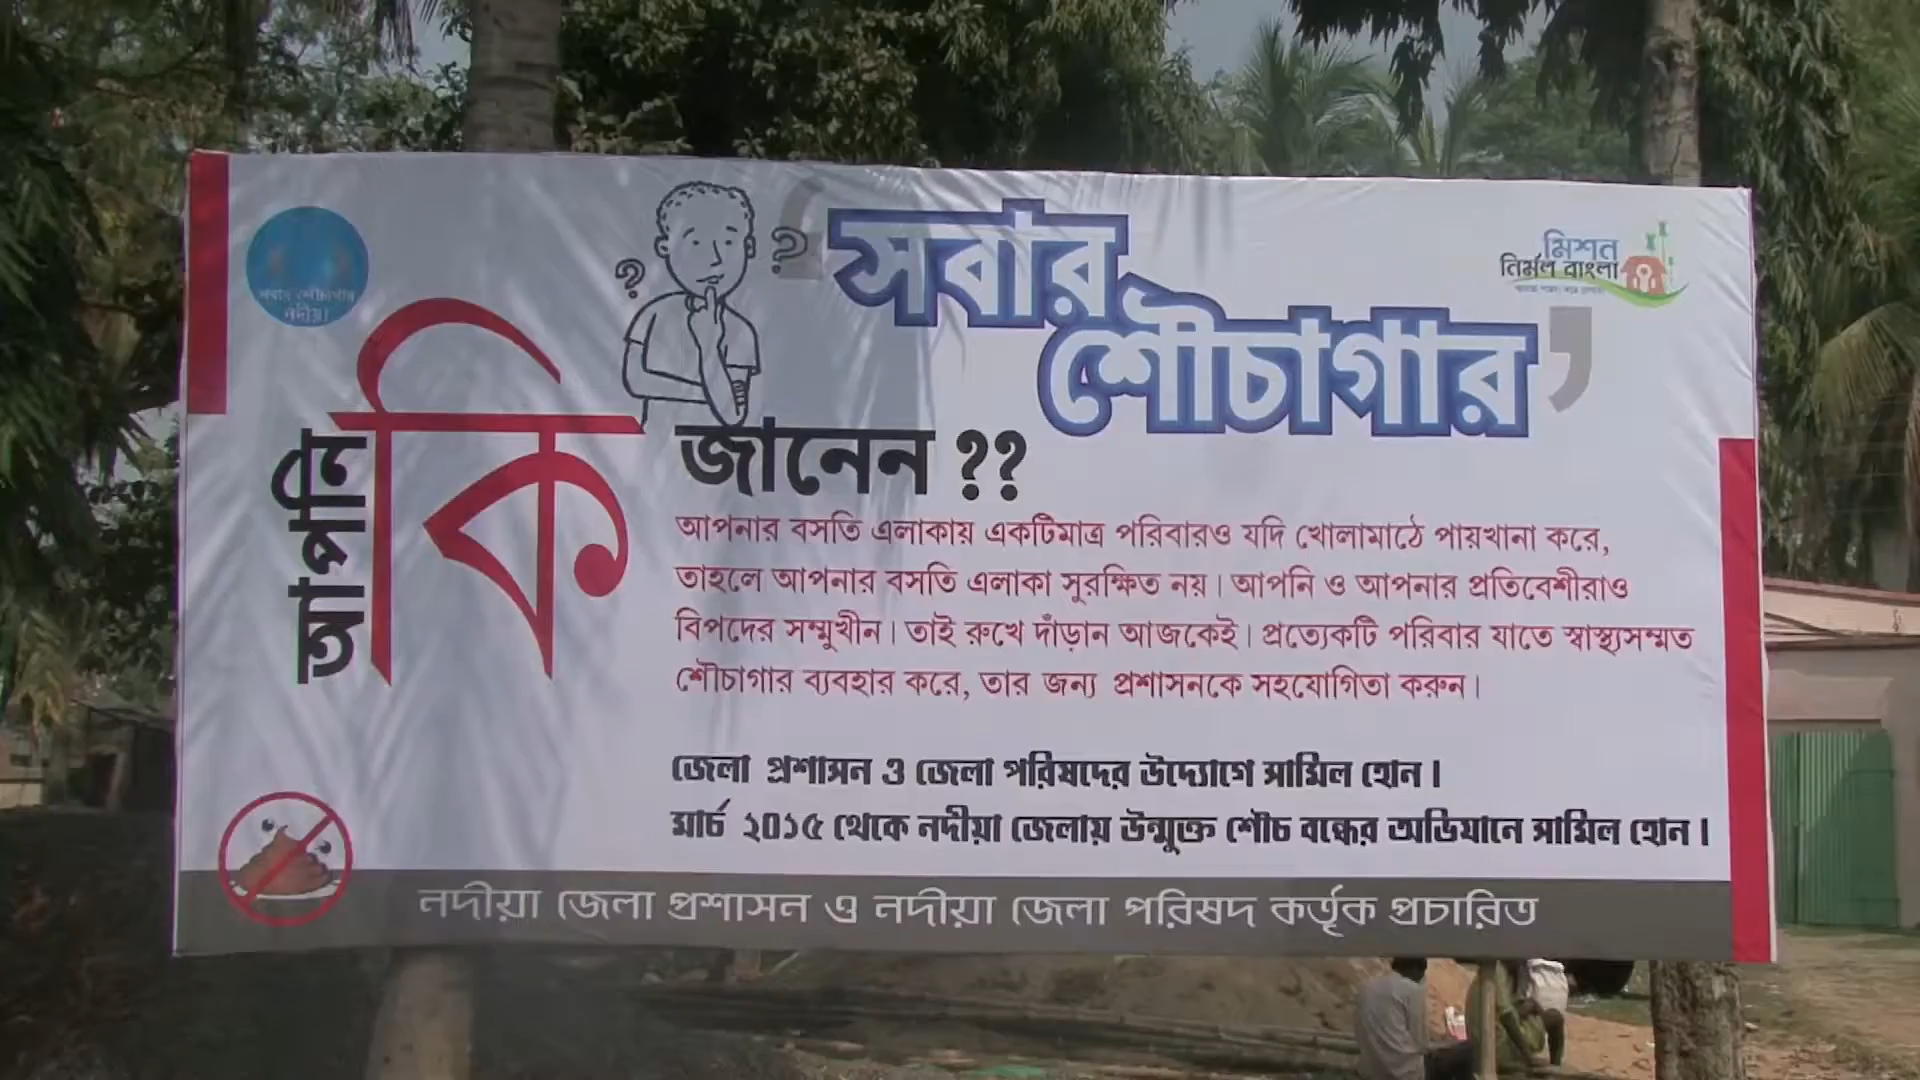 সবার শৌচাগার
নদীয়া
‘সবার
শৌচাগার’
মিশন
নির্মল বাংলা
আপনি
কি
জানেন ??
আপনার বসতি এলাকায় একটিমাত্র পরিবারও যদি খোলামাঠে পায়খানা করে,
তাহলে আপনার বসতি এলাকা সুরক্ষিত নয়। আপনি ও আপনার প্রতিবেশীরাও
বিপদের সম্মুখীন। তাই রুখে দাঁড়ান আজকেই। প্রত্যেকটি পরিবার যাতে স্বাস্থ্যসম্মত
শৌচাগার ব্যবহার করে, তার জন্য প্রশাসনকে সহযোগিতা করুন।
জেলা প্রশাসন ও জেলা পরিষদের উদ্যোগে সামিল হোন।
মার্চ ২০১৫ থেকে নদীয়া জেলায় উন্মুক্ত শৌচ বন্ধের অভিযানে সামিল হোন।
নদীয়া জেলা প্রশাসন ও নদীয়া জেলা পরিষদ কর্তৃক প্রচারিত